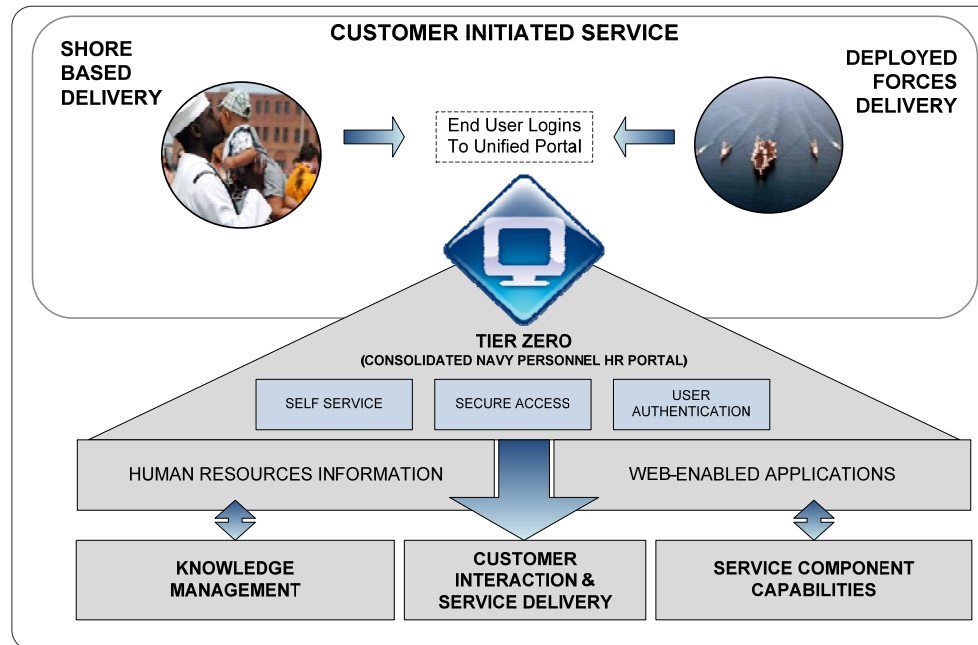 CUSTOMER INITIATED SERVICE
SHORE
BASED
DELIVERY
DEPLOYED
FORCES
DELIVERY
End User Logins
To Unified Portal
TIER ZERO
(CONSOLIDATED NAVY PERSONNEL HR PORTAL)
SELF SERVICE
SECURE ACCESS
USER
AUTHENTICATION
HUMAN RESOURCES INFORMATION
WEB-ENABLED APPLICATIONS
KNOWLEDGE
MANAGEMENT
CUSTOMER
INTERACTION &
SERVICE DELIVERY
SERVICE COMPONENT
CAPABILITIES